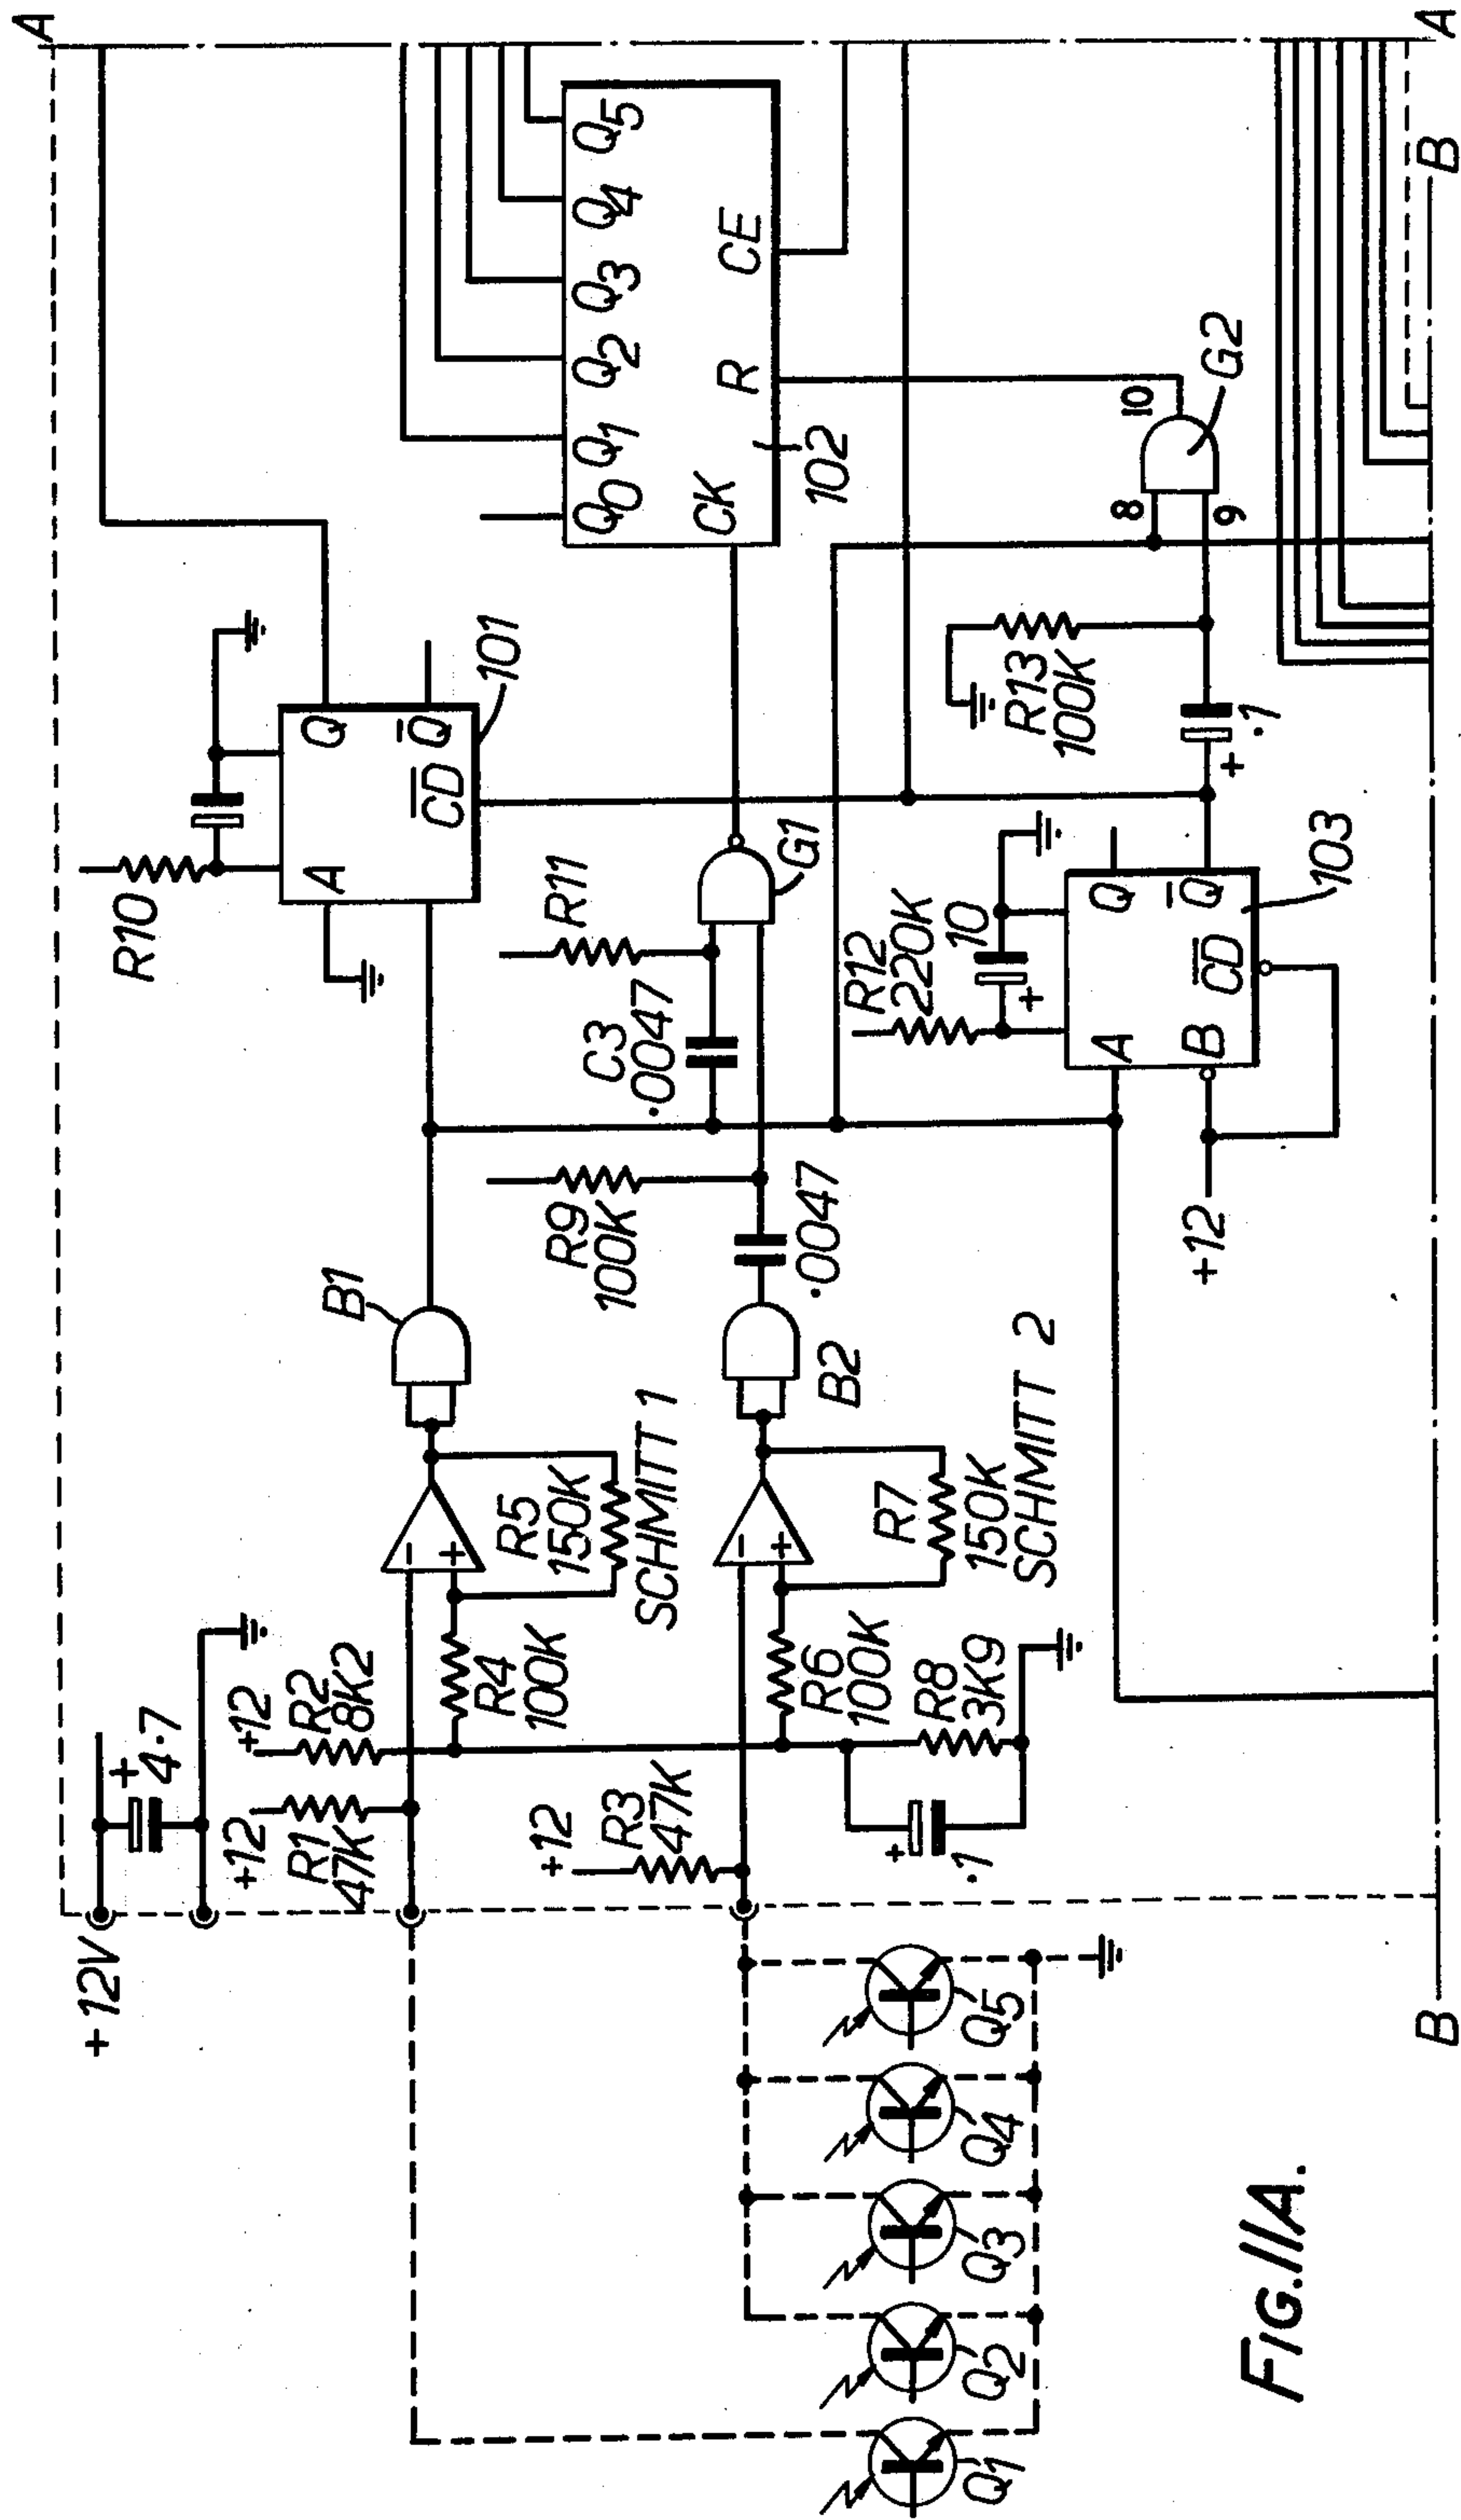 +12V
4.7
+
+12
R1
47K
+12
R2
8K2
R4
100K
R5
150K
SCHMITT 1
B1
+12
R3
47K
R6
100K
R7
150K
SCHMITT 2
B2
R8
3K9
+
.1
R9
100K
.0047
C3
.0047
R11
G1
R10
A
Q
Q̅
C̅D̅
101
R12
220K
10
+
A
B
Q
Q̅
C̅D̅
103
+12
+
.1
R13
100K
8
9
10
G2
Q0
Q1
Q2
Q3
Q4
Q5
CK
R
CE
102
Q1
Q2
Q3
Q4
Q5
A
A
B
B
FIG.11A.